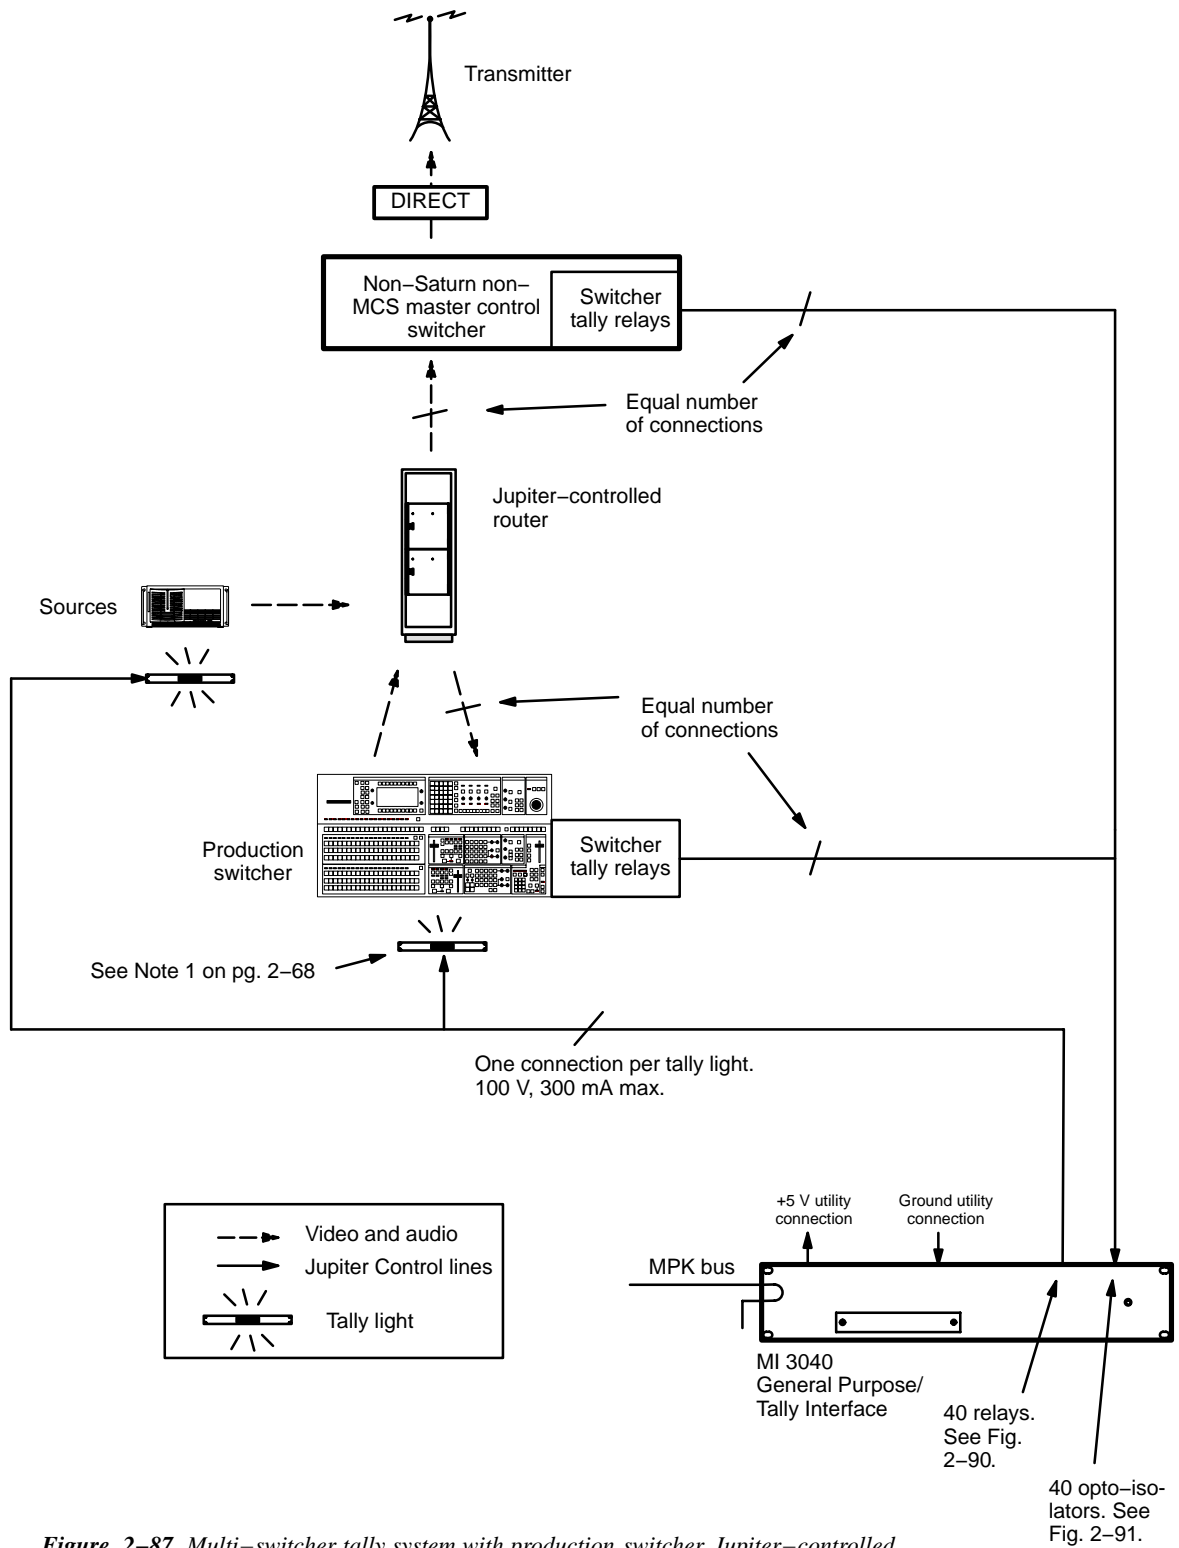 Transmitter
DIRECT
Non−Saturn non−
MCS master control
switcher
Switcher
tally relays
Equal number
of connections
Jupiter−controlled
router
Sources
Equal number
of connections
Production
switcher
Switcher
tally relays
See Note 1 on pg. 2−68
One connection per tally light.
100 V, 300 mA max.
Video and audio
Jupiter Control lines
Tally light
+5 V utility
connection
Ground utility
connection
MPK bus
MI 3040
General Purpose/
Tally Interface
40 relays.
See Fig.
2−90.
40 opto−iso-
lators. See
Fig. 2−91.
Figure 2−87. Multi−switcher tally system with production switcher, Jupiter−controlled